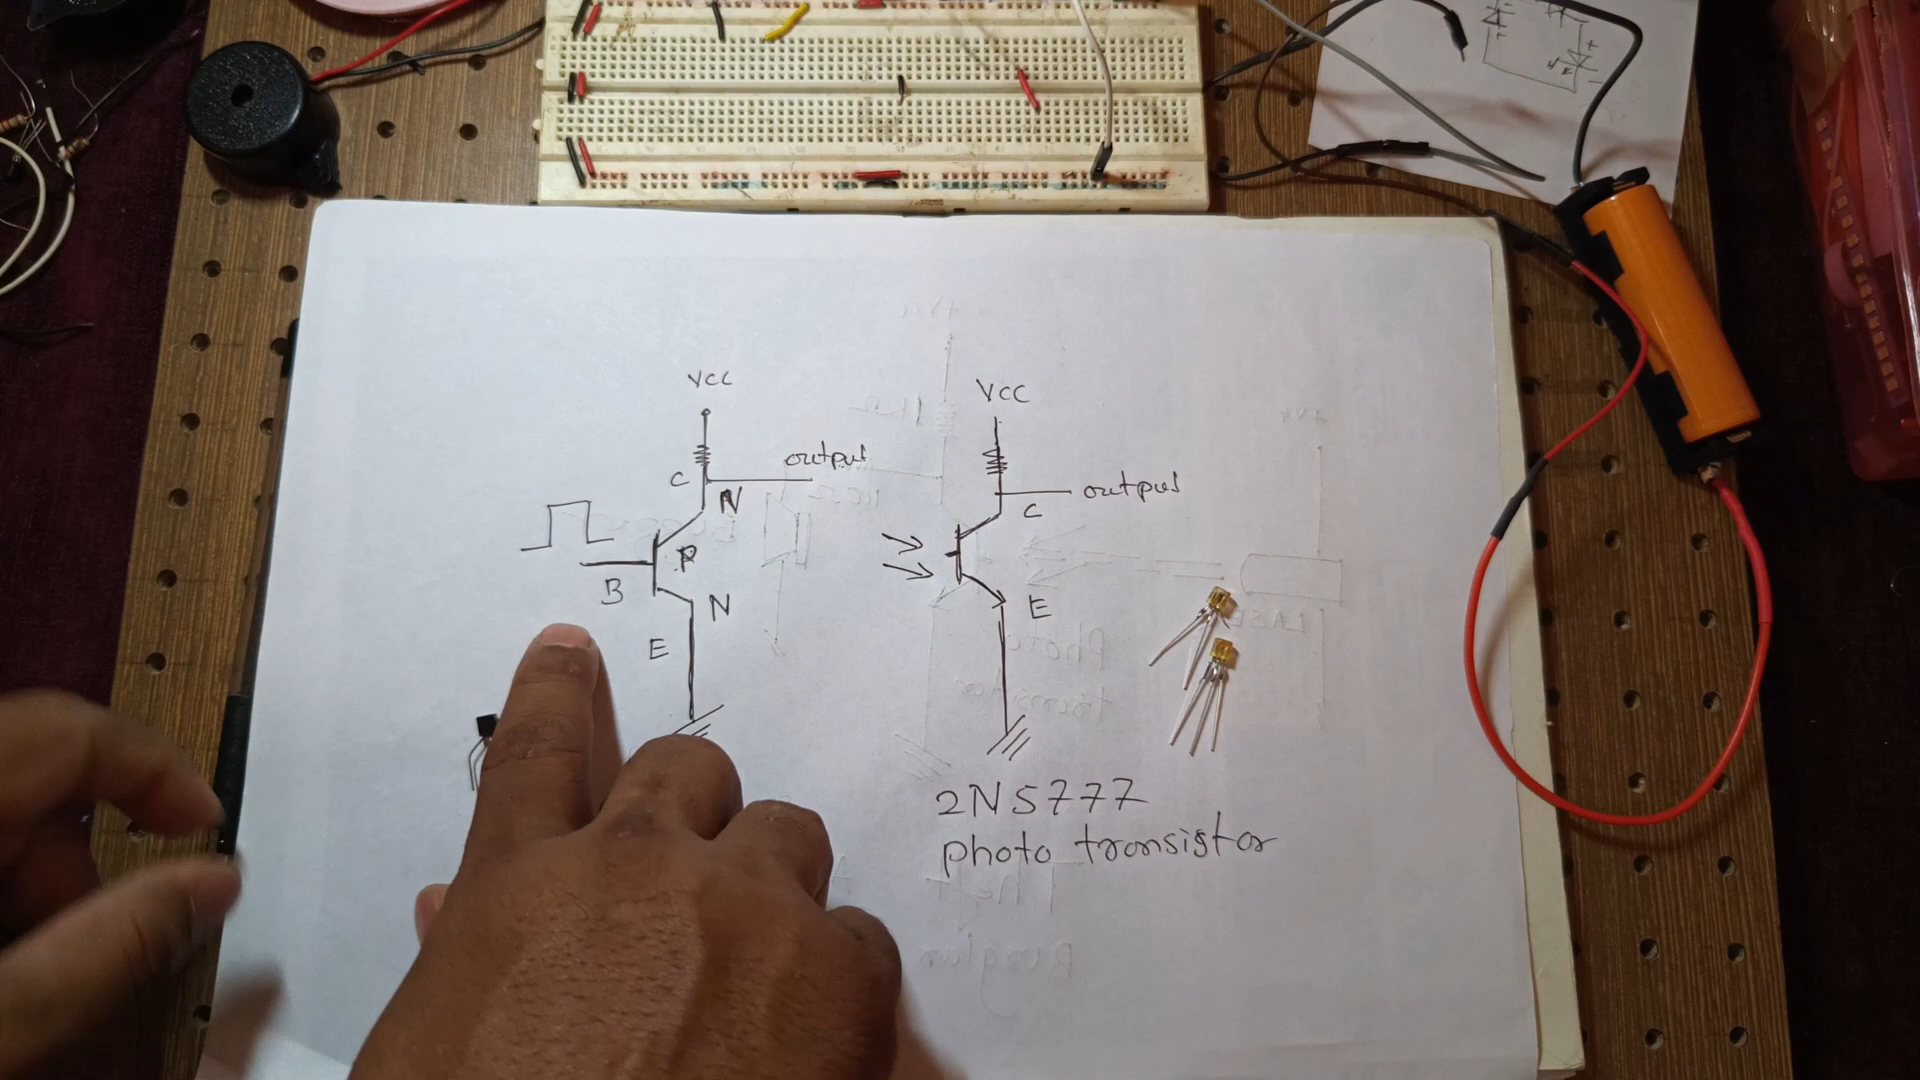 VCC
output
C
N
P
B
N
E
VCC
output
C
E
2N5777
photo transistor